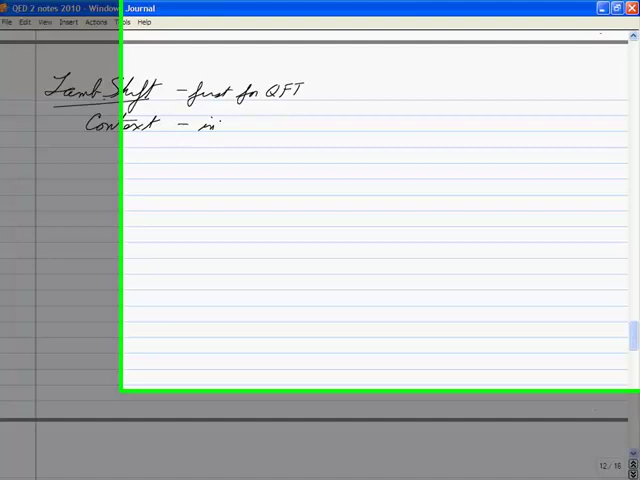 QED 2 notes 2010 - Windows Journal
File Edit View Insert Actions Tools Help
Lamb Shift - first for QFT
Context - in
12 / 18